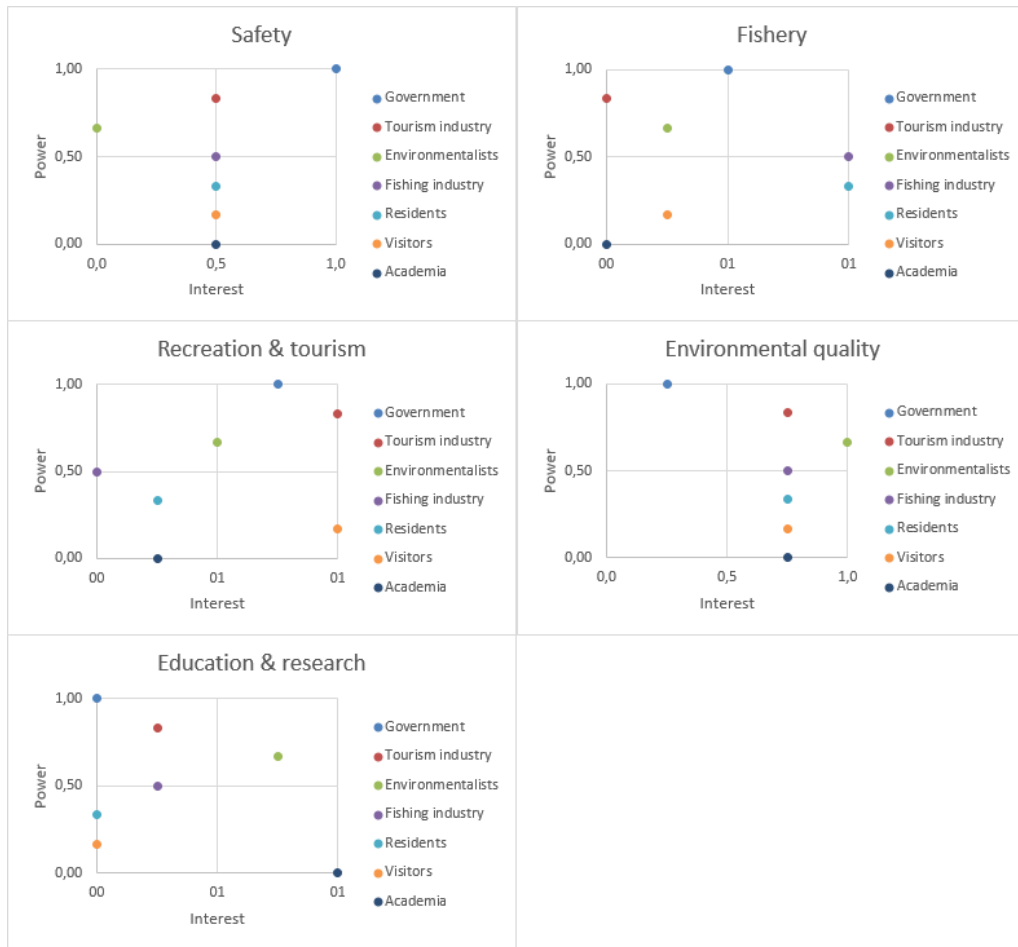 Safety
1,00
0,50
0,00
Power
0,0 0,5 1,0
Interest
Government
Tourism industry
Environmentalists
Fishing industry
Residents
Visitors
Academia
Fishery
1,00
0,50
0,00
Power
00 01 01
Interest
Government
Tourism industry
Environmentalists
Fishing industry
Residents
Visitors
Academia
Recreation & tourism
1,00
0,50
0,00
Power
00 01 01
Interest
Government
Tourism industry
Environmentalists
Fishing industry
Residents
Visitors
Academia
Environmental quality
1,00
0,50
0,00
Power
0,0 0,5 1,0
Interest
Government
Tourism industry
Environmentalists
Fishing industry
Residents
Visitors
Academia
Education & research
1,00
0,50
0,00
Power
00 01 01
Interest
Government
Tourism industry
Environmentalists
Fishing industry
Residents
Visitors
Academia